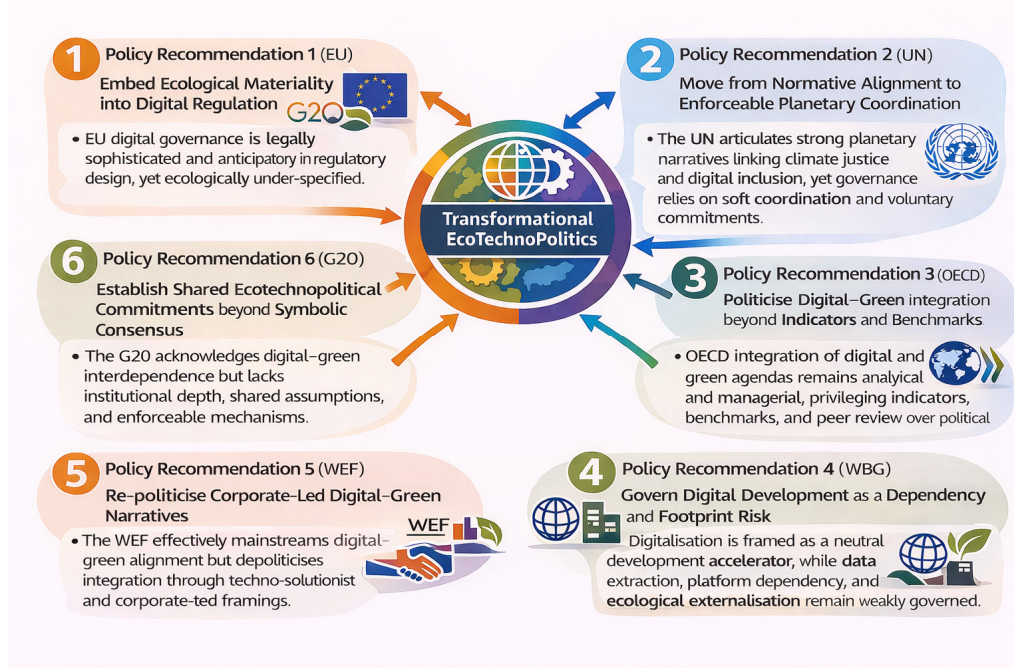 1
Policy Recommendation 1 (EU)
Embed Ecological Materiality
into Digital Regulation
G20
• EU digital governance is legally
sophisticated and anticipatory in regulatory
design, yet ecologically under-specified.
2
Policy Recommendation 2 (UN)
Move from Normative Alignment to
Enforceable Planetary Coordination
• The UN articulates strong planetary
narratives linking climate justice
and digital inclusion, yet governance
relies on soft coordination and voluntary
commitments.
Transformational
EcoTechnoPolitics
6
Policy Recommendation 6 (G20)
Establish Shared Ecotechnopolitical
Commitments beyond Symbolic
Consensus
• The G20 acknowledges digital–green
interdependence but lacks
institutional depth, shared assumptions,
and enforceable mechanisms.
3
Policy Recommendation 3 (OECD)
Politicise Digital–Green integration
beyond Indicators and Benchmarks.
• OECD integration of digital and
green agendas remains analyical
and managerial, privileging indicators,
benchmarks, and peer review over political
5
Policy Recommendation 5 (WEF)
Re-politicise Corporate-Led Digital–Green
Narratives
WEF
• The WEF effectively mainstreams digital–
green alignment but depoliticises
integration through techno-solutionist
and corporate-ted framings.
4
Policy Recommendation 4 (WBG)
Govern Digital Development as a Dependency
and Footprint Risk
Digitalisation is framed as a neutral
development accelerator, while data
extraction, platform dependency, and
ecological externalisation remain weakly governed.